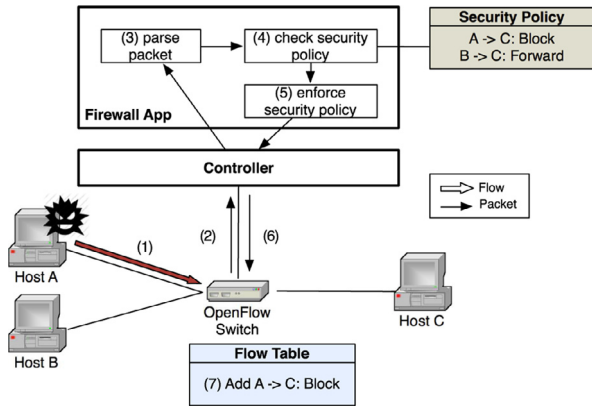 Security Policy
A -> C: Block
B -> C: Forward
(3) parse
packet
(4) check security
policy
(5) enforce
security policy
Firewall App
Controller
Flow
Packet
(1)
(2)
(6)
Host A
OpenFlow
Switch
Host C
Host B
Flow Table
(7) Add A -> C: Block